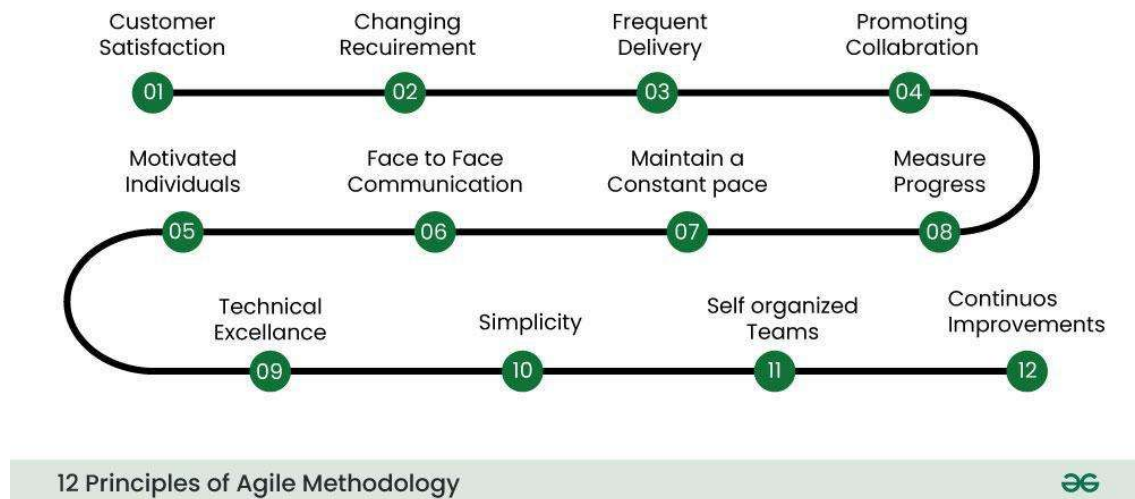 Customer
Satisfaction
Changing
Recuirement
Frequent
Delivery
Promoting
Collabration
01
02
03
04
Motivated
Individuals
Face to Face
Communication
Maintain a
Constant pace
Measure
Progress
05
06
07
08
Technical
Excellance
Simplicity
Self organized
Teams
Continuos
Improvements
09
10
11
12
12 Principles of Agile Methodology